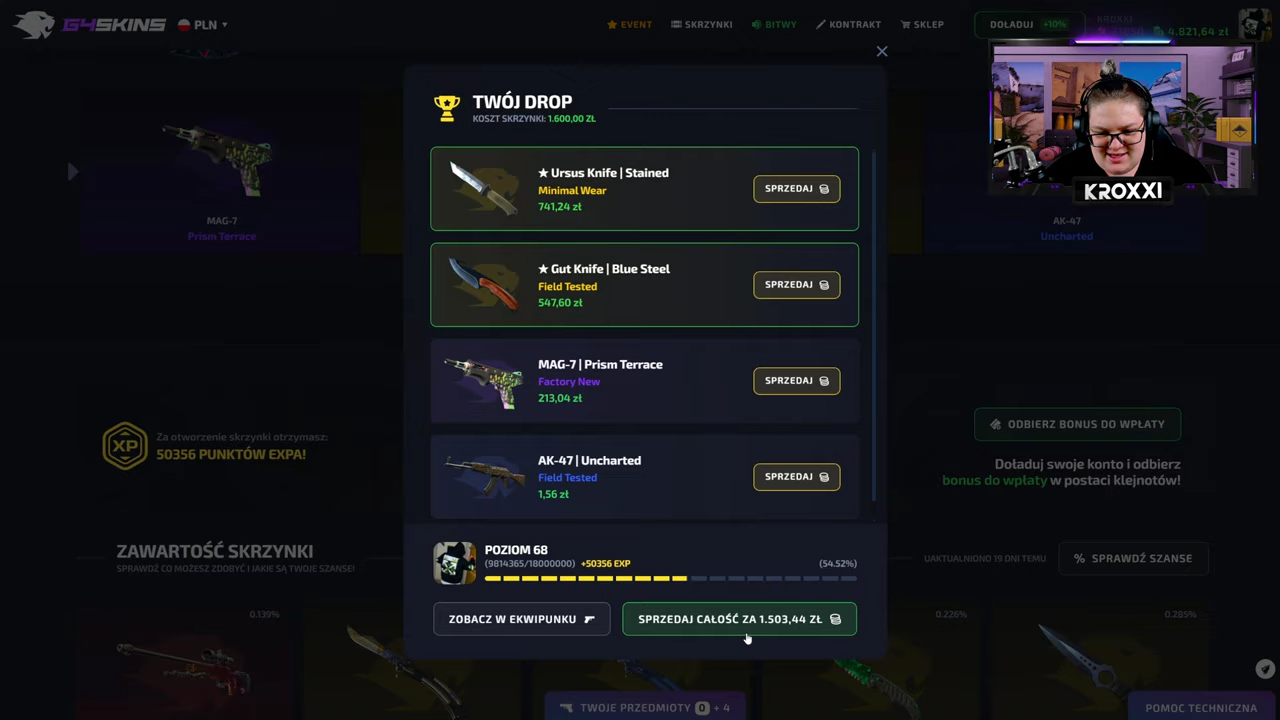 G4SKINS
PLN
EVENT
SKRZYNKI
BITWY
KONTRAKT
SKLEP
DOŁADUJ +10%
KROXXI
4.821,64 zł
TWÓJ DROP
KOSZT SKRZYNKI: 1.600,00 ZŁ
★ Ursus Knife | Stained
Minimal Wear
741,24 zł
SPRZEDAJ
★ Gut Knife | Blue Steel
Field Tested
547,60 zł
SPRZEDAJ
MAG-7 | Prism Terrace
Factory New
213,04 zł
SPRZEDAJ
AK-47 | Uncharted
Field Tested
1,56 zł
SPRZEDAJ
POZIOM 68
(9814365/18000000) +50356 EXP
(54.52%)
ZOBACZ W EKWIPUNKU
SPRZEDAJ CAŁOŚĆ ZA 1.503,44 ZŁ
KROXXI
MAG-7
Prism Terrace
AK-47
Uncharted
XP
Za otworzenie skrzynki otrzymasz:
50356 PUNKTÓW EXPA!
ODBIERZ BONUS DO WPŁATY
Doładuj swoje konto i odbierz
bonus do wpłaty w postaci klejnotów!
ZAWARTOŚĆ SKRZYNKI
SPRAWDŹ CO MOŻESZ ZDOBYĆ I JAKIE SĄ TWOJE SZANSE!
UAKTUALNIONO 19 DNI TEMU
% SPRAWDŹ SZANSE
0.139%
0.226%
0.285%
TWOJE PRZEDMIOTY 0 + 4
POMOC TECHNICZNA